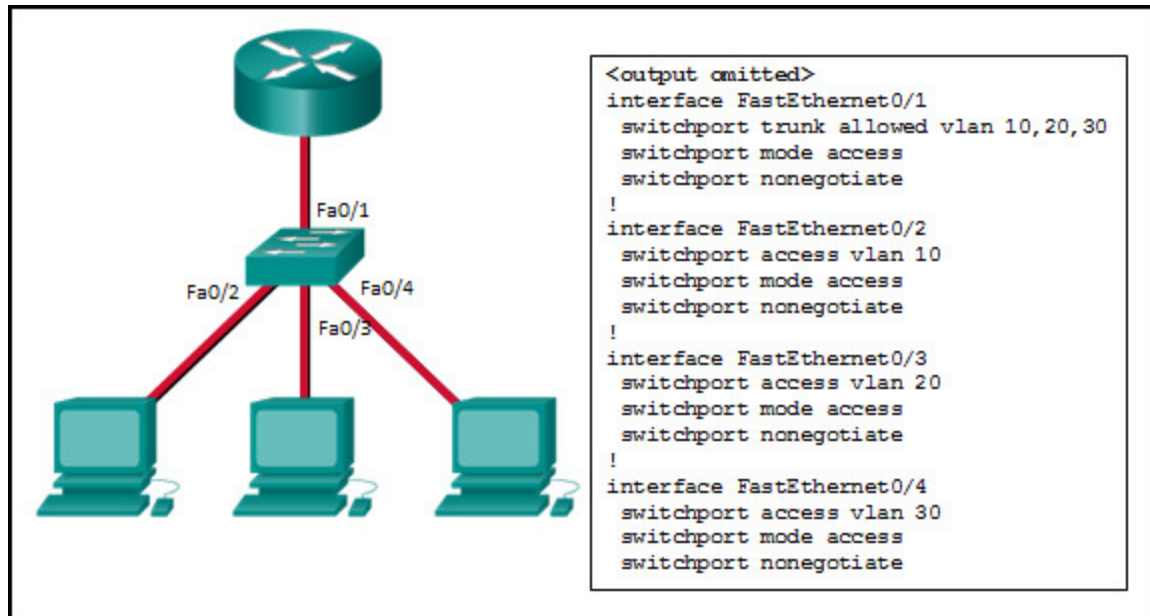 Fa0/1
Fa0/2
Fa0/4
Fa0/3
<output omitted>
interface FastEthernet0/1
switchport trunk allowed vlan 10,20,30
switchport mode access
switchport nonegotiate
!
interface FastEthernet0/2
switchport access vlan 10
switchport mode access
switchport nonegotiate
!
interface FastEthernet0/3
switchport access vlan 20
switchport mode access
switchport nonegotiate
!
interface FastEthernet0/4
switchport access vlan 30
switchport mode access
switchport nonegotiate